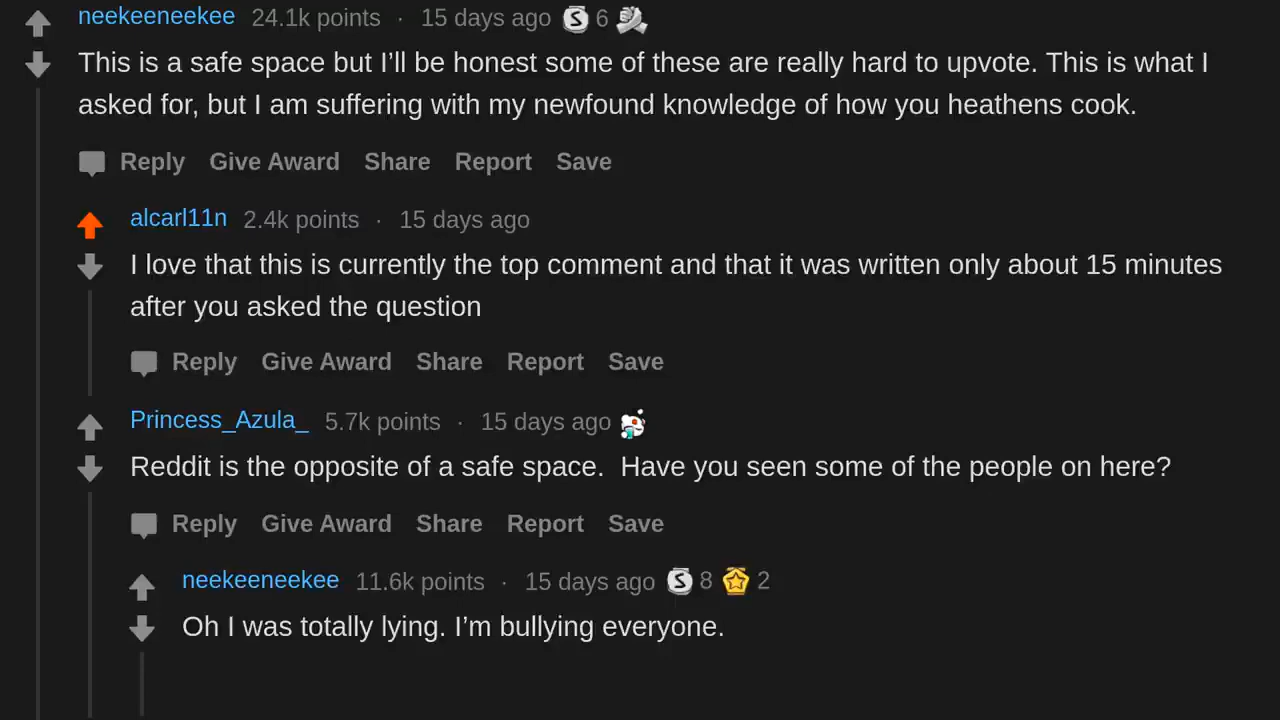 neekeeneekee 24.1k points · 15 days ago S 6
This is a safe space but I’ll be honest some of these are really hard to upvote. This is what I
asked for, but I am suffering with my newfound knowledge of how you heathens cook.
Reply Give Award Share Report Save
alcarl11n 2.4k points · 15 days ago
I love that this is currently the top comment and that it was written only about 15 minutes
after you asked the question
Reply Give Award Share Report Save
Princess_Azula_ 5.7k points · 15 days ago
Reddit is the opposite of a safe space.  Have you seen some of the people on here?
Reply Give Award Share Report Save
neekeeneekee 11.6k points · 15 days ago S 8 2
Oh I was totally lying. I’m bullying everyone.